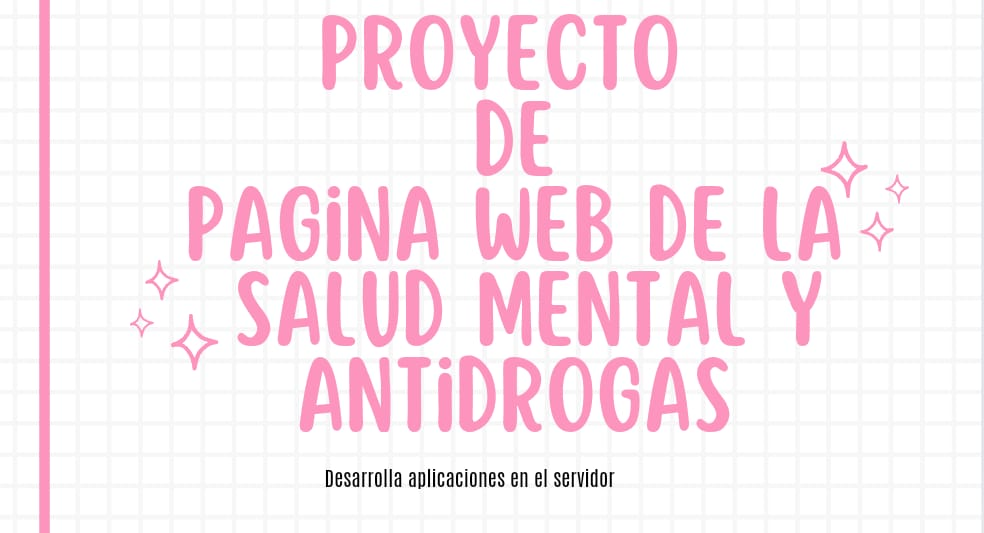 PROYECTO
DE
PAGiNA WEB DE LA
SALUD MENTAL Y
ANTiDROGAS
Desarrolla aplicaciones en el servidor